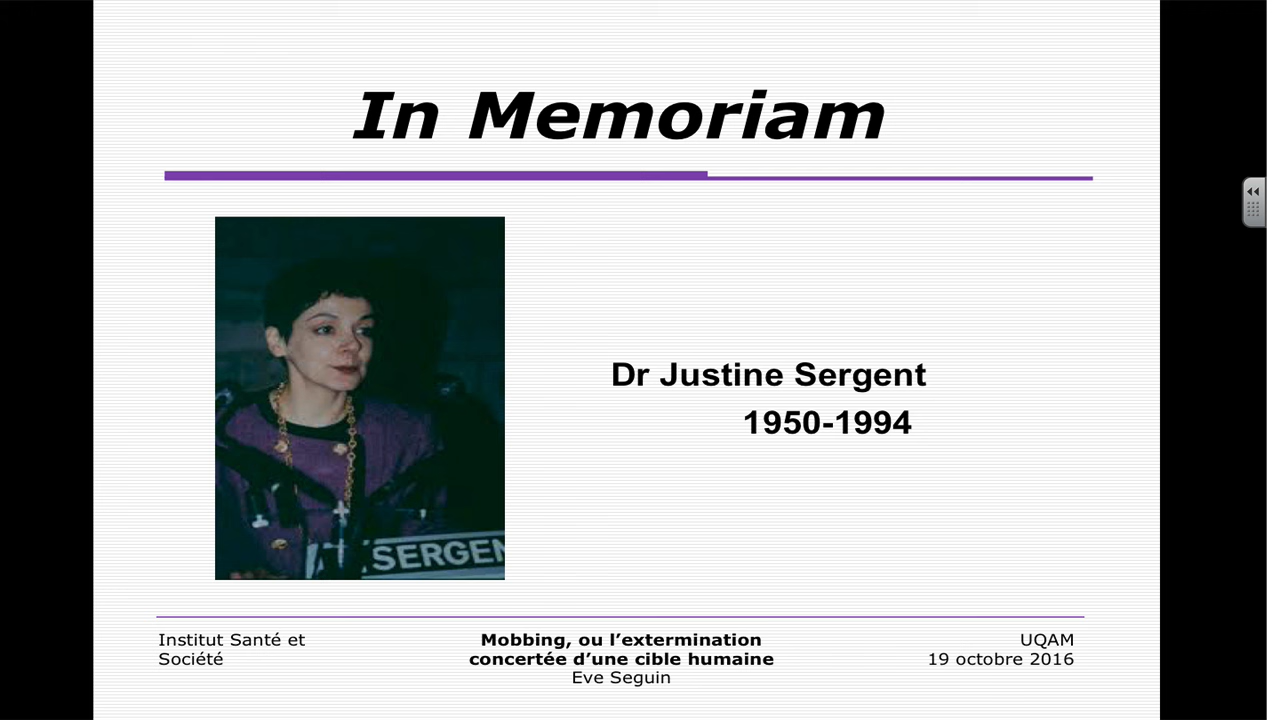 In Memoriam
SERGEN
Dr Justine Sergent
1950-1994
Institut Santé et
Société
Mobbing, ou l’extermination
concertée d’une cible humaine
Eve Seguin
UQAM
19 octobre 2016